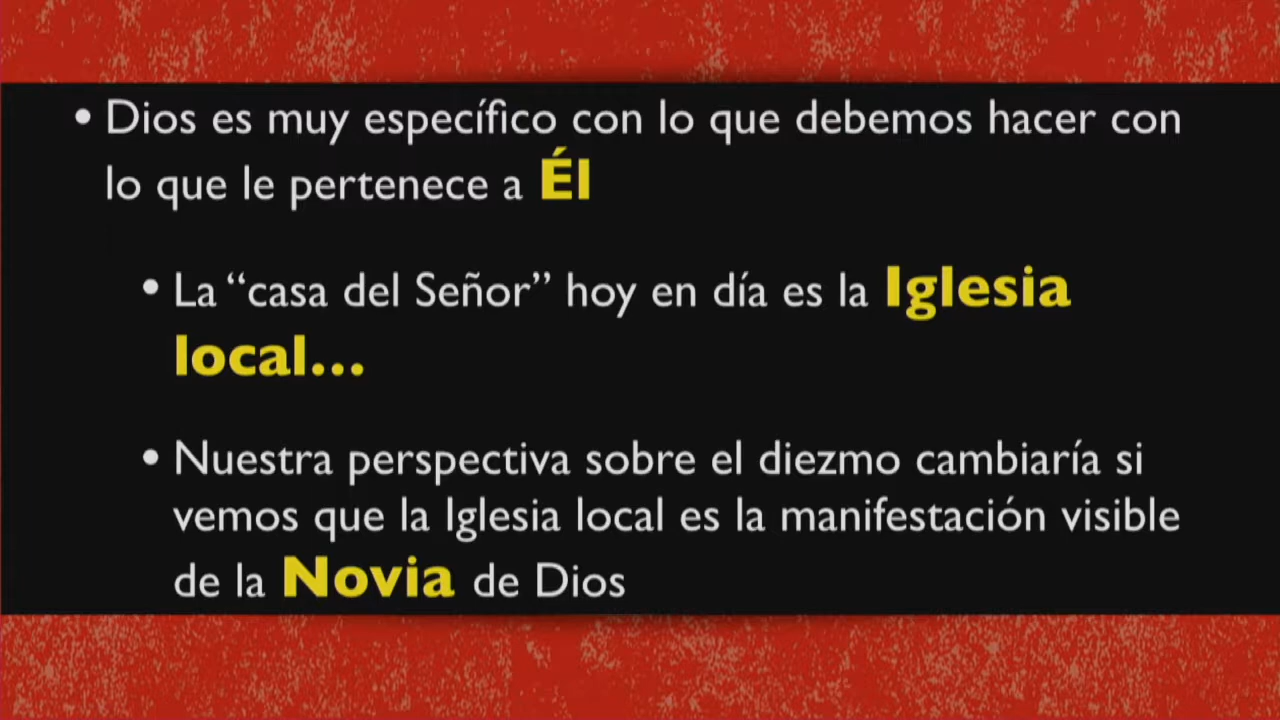 • Dios es muy específico con lo que debemos hacer con
lo que le pertenece a Él
• La “casa del Señor” hoy en día es la Iglesia
local...
• Nuestra perspectiva sobre el diezmo cambiaría si
vemos que la Iglesia local es la manifestación visible
de la Novia de Dios